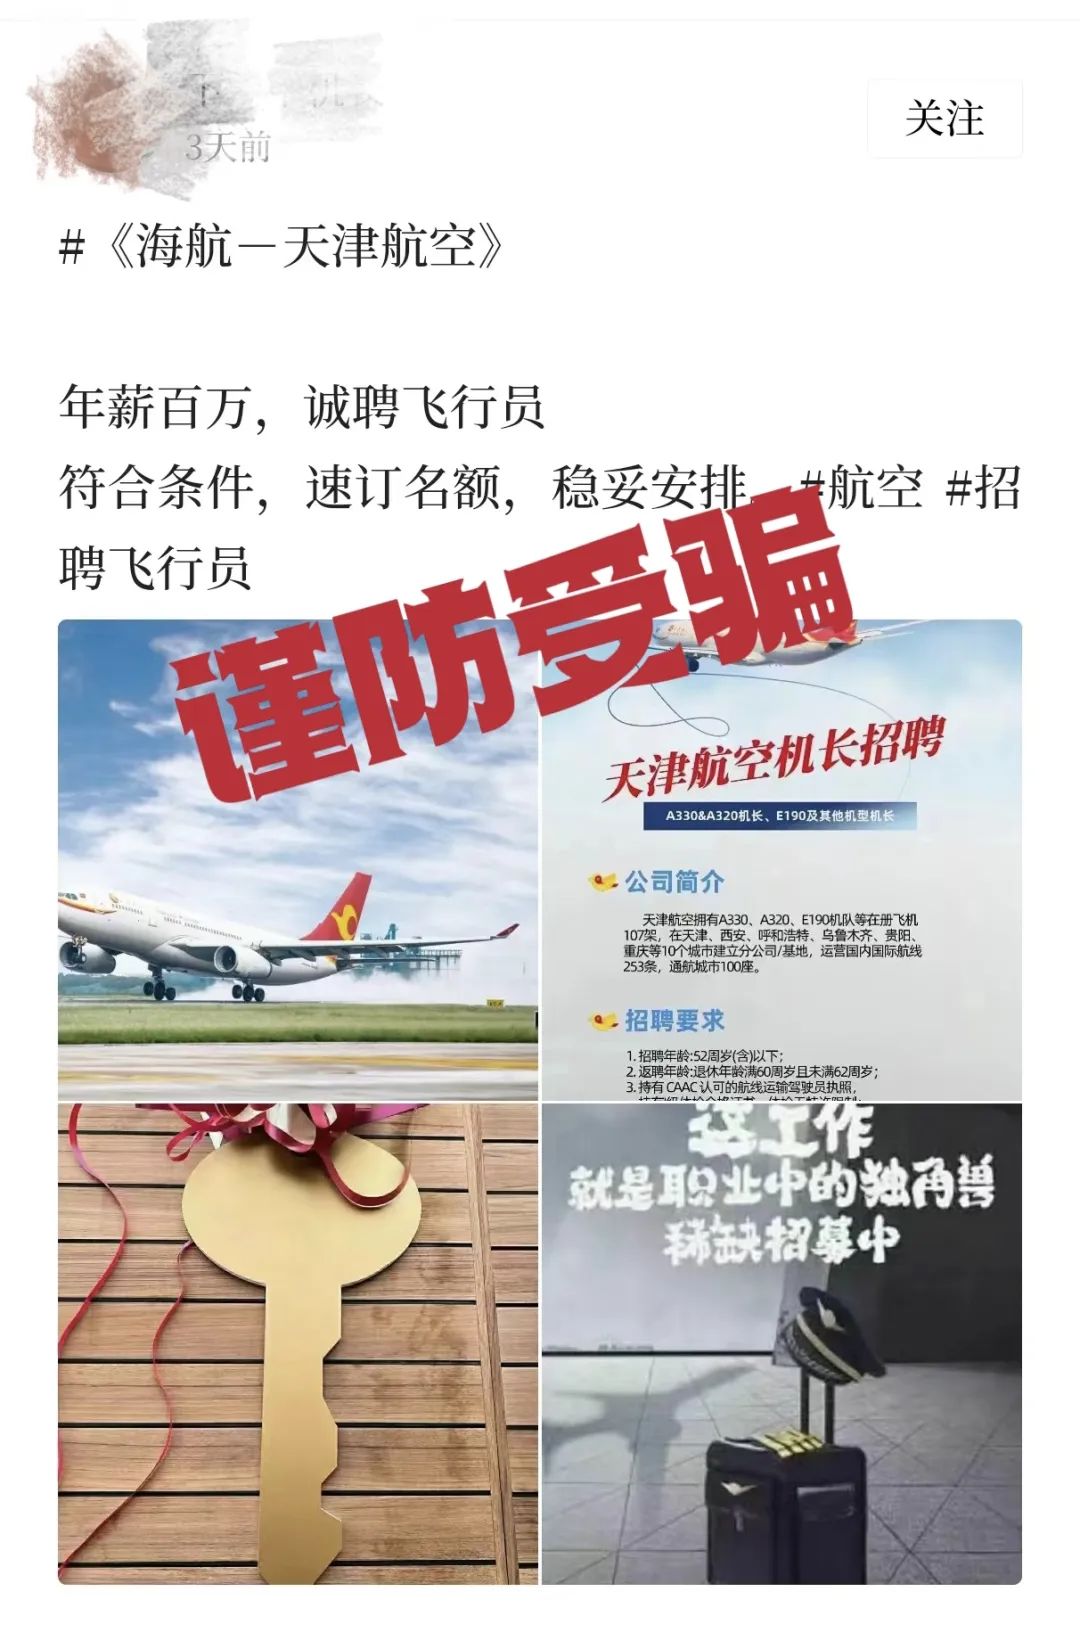 3天前
关注
#《海航－天津航空》
年薪百万，诚聘飞行员
符合条件，速订名额，稳妥安排 #航空 #招
聘飞行员
谨防受骗
天津航空机长招聘
A330&A320机长、E190及其他机型机长
公司简介
天津航空拥有A330、A320、E190机队等在册飞机
107架，在天津、西安、呼和浩特、乌鲁木齐、贵阳、
重庆等10个城市建立分公司/基地，运营国内国际航线
253条，通航城市100座。
招聘要求
1. 招聘年龄:52周岁(含)以下；
2. 返聘年龄:退休年龄满60周岁且未满62周岁；
3. 持有 CAAC 认可的航线运输驾驶员执照，
这工作
就是职业中的独角兽
稀缺招募中